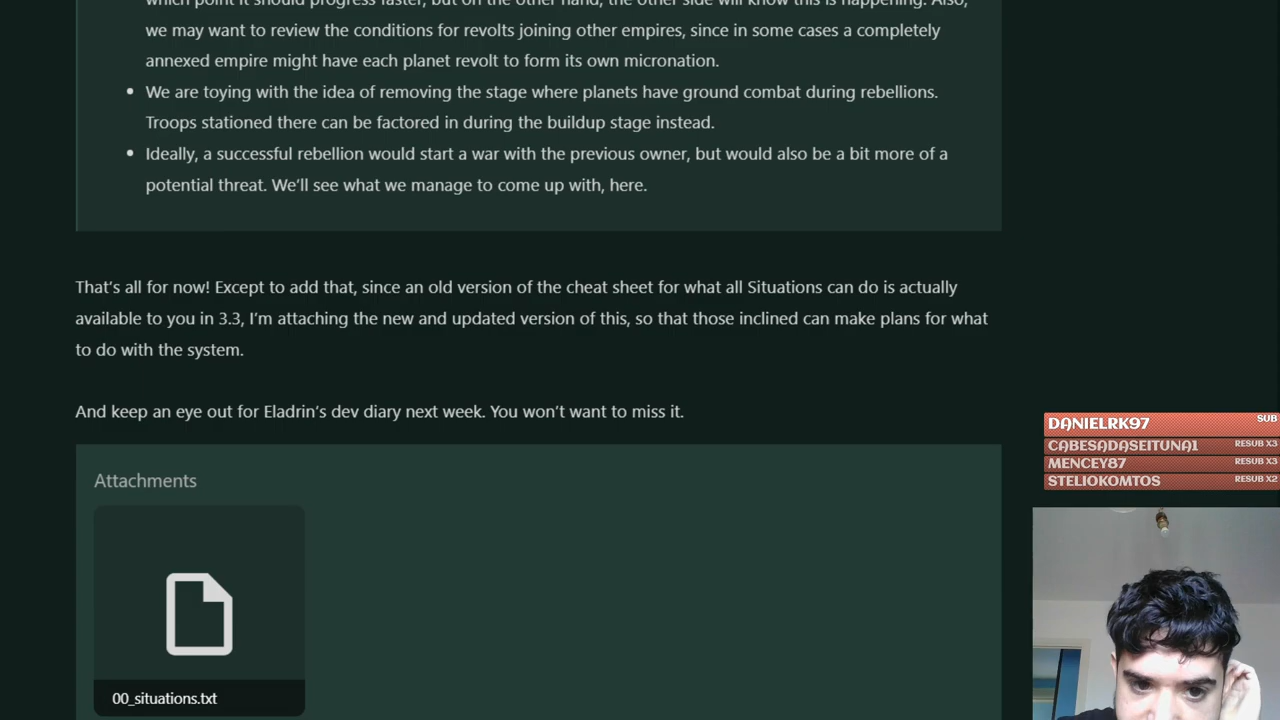 which point it should progress faster, but on the other hand, the other side will know this is happening. Also,
we may want to review the conditions for revolts joining other empires, since in some cases a completely
annexed empire might have each planet revolt to form its own micronation.
• We are toying with the idea of removing the stage where planets have ground combat during rebellions.
Troops stationed there can be factored in during the buildup stage instead.
• Ideally, a successful rebellion would start a war with the previous owner, but would also be a bit more of a
potential threat. We’ll see what we manage to come up with, here.
That’s all for now! Except to add that, since an old version of the cheat sheet for what all Situations can do is actually
available to you in 3.3, I’m attaching the new and updated version of this, so that those inclined can make plans for what
to do with the system.
And keep an eye out for Eladrin’s dev diary next week. You won’t want to miss it.
Attachments
00_situations.txt
DANIELRK97 SUB
CABESADASEITUNA1 RESUB X3
MENCEY87 RESUB X3
STELIOKOMTOS RESUB X2